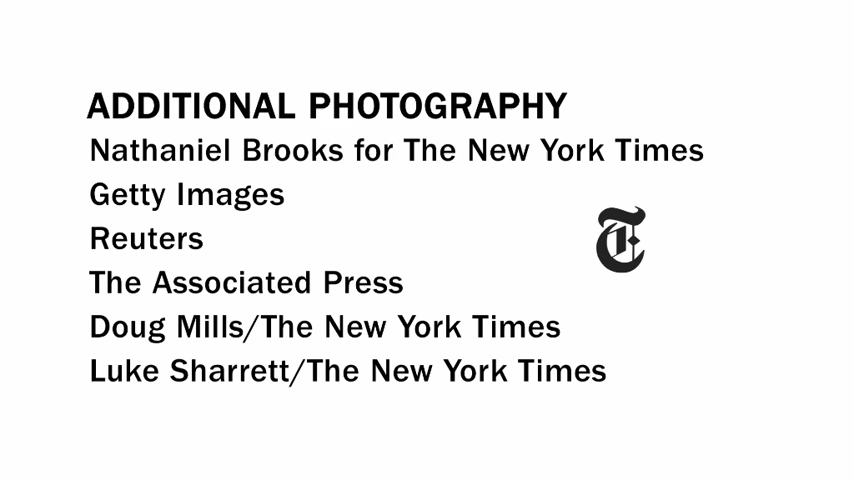 ADDITIONAL PHOTOGRAPHY
Nathaniel Brooks for The New York Times
Getty Images
Reuters
The Associated Press
Doug Mills/The New York Times
Luke Sharrett/The New York Times
T